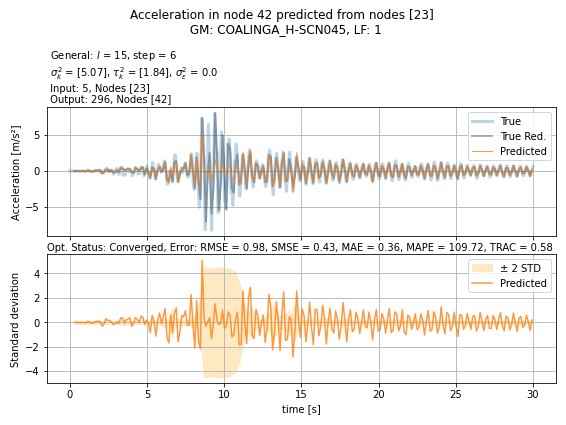 Acceleration in node 42 predicted from nodes [23]
GM: COALINGA_H-SCN045, LF: 1
General: l = 15, step = 6
σ²ₖ = [5.07], τ²ₖ = [1.84], σ²ε = 0.0
Input: 5, Nodes [23]
Output: 296, Nodes [42]
Acceleration [m/s²]
5
0
−5
True
True Red.
Predicted
Opt. Status: Converged, Error: RMSE = 0.98, SMSE = 0.43, MAE = 0.36, MAPE = 109.72, TRAC = 0.58
Standard deviation
4
2
0
−2
−4
± 2 STD
Predicted
0 5 10 15 20 25 30
time [s]